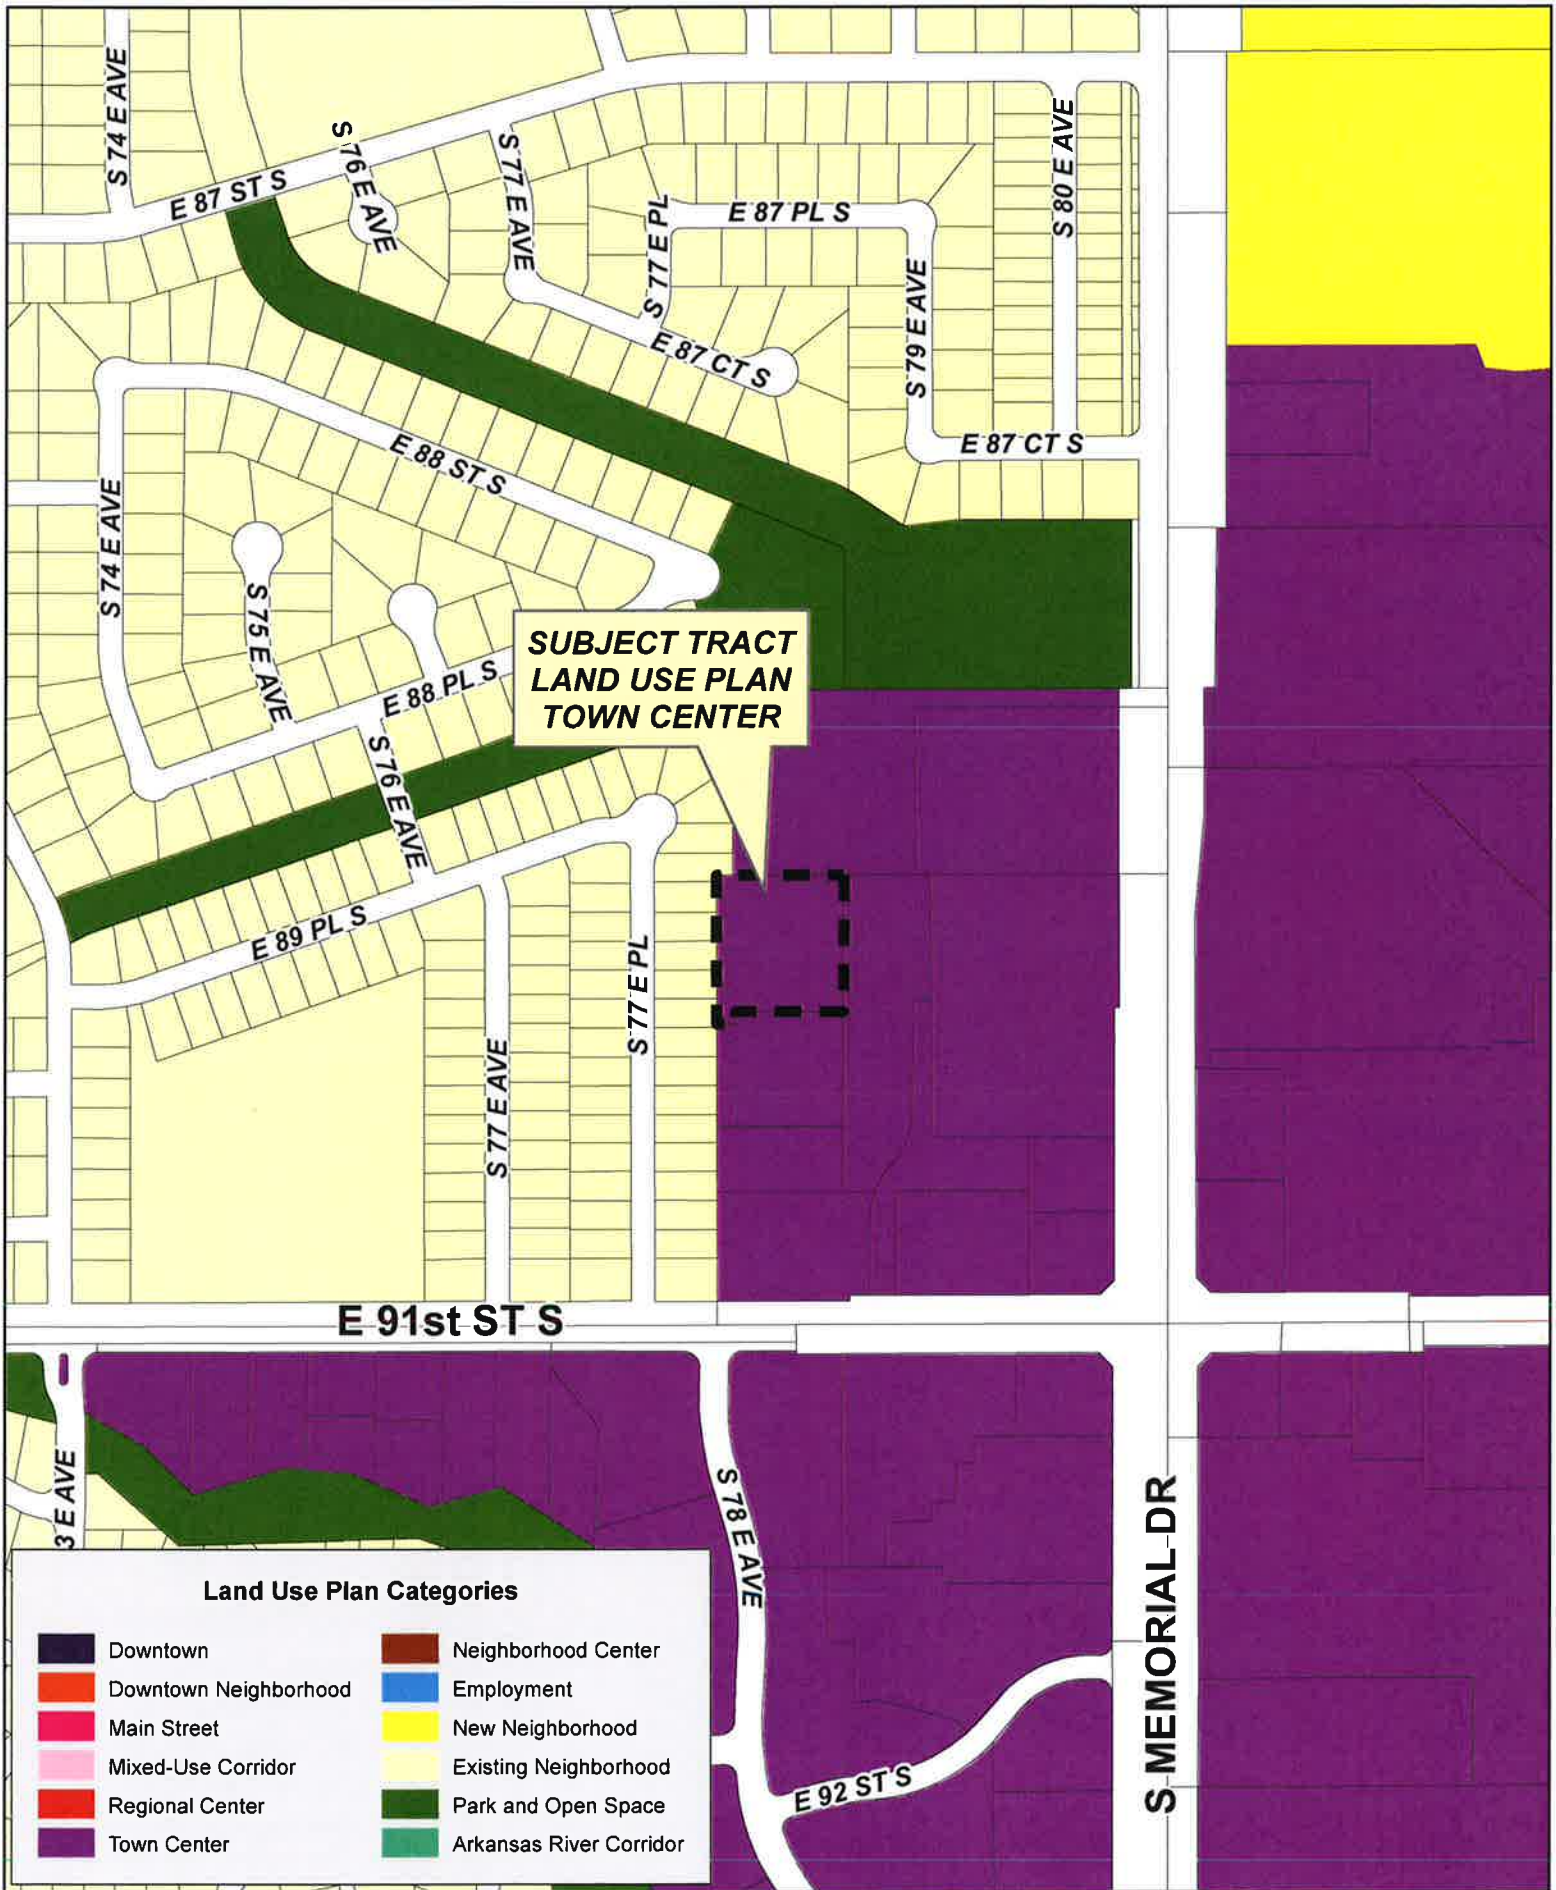 S 74 E AVE
E 87 ST S
S 76 E AVE
S 77 E AVE
S 77 E PL
E 87 PL S
S 80 E AVE
S 79 E AVE
E 87 CT S
E 87 CT S
E 88 ST S
S 74 E AVE
S 75 E AVE
E 88 PL S
SUBJECT TRACT
LAND USE PLAN
TOWN CENTER
S 76 E AVE
E 89 PL S
S 77 E PL
S 77 E AVE
E 91st ST S
3 E AVE
S 78 E AVE
S MEMORIAL DR
E 92 ST S
Land Use Plan Categories
Downtown
Downtown Neighborhood
Main Street
Mixed-Use Corridor
Regional Center
Town Center
Neighborhood Center
Employment
New Neighborhood
Existing Neighborhood
Park and Open Space
Arkansas River Corridor